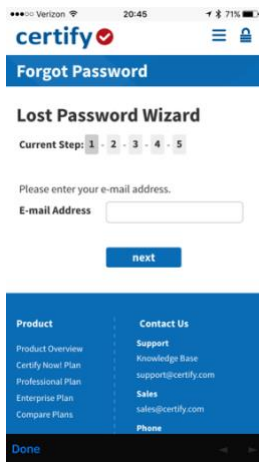 Verizon 20:45 71%
certify
Forgot Password
Lost Password Wizard
Current Step: 1 - 2 - 3 - 4 - 5
Please enter your e-mail address.
E-mail Address
next
Product
Product Overview
Certify Now! Plan
Professional Plan
Enterprise Plan
Compare Plans
Contact Us
Support
Knowledge Base
support@certify.com
Sales
sales@certify.com
Phone
Done